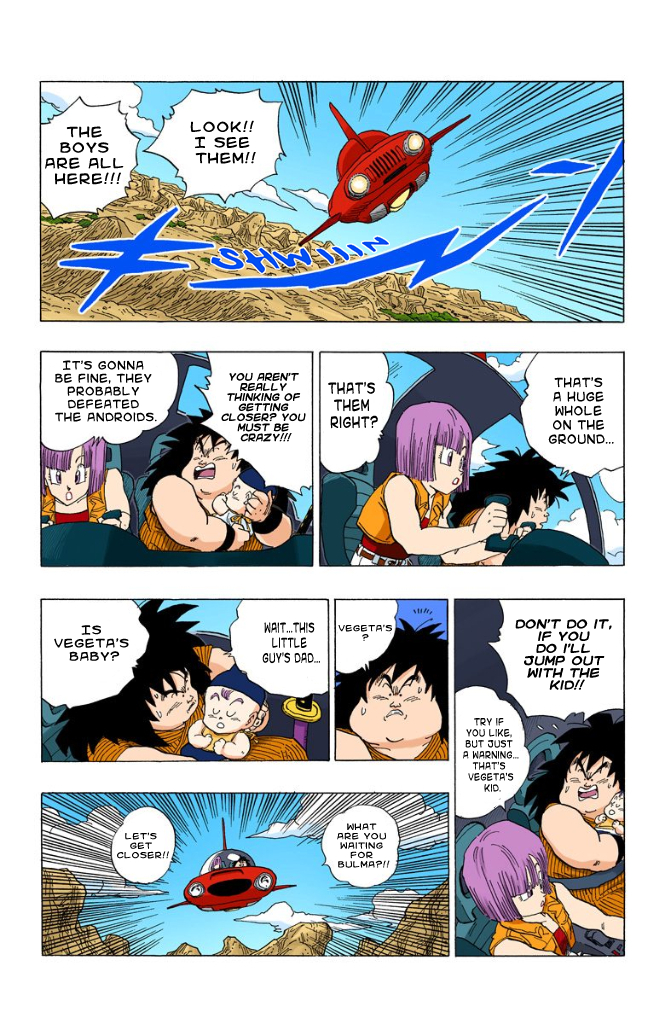 LOOK!!
I SEE
THEM!!
THE
BOYS
ARE ALL
HERE!!!
SHWIIIN
THAT'S
A HUGE
WHOLE
ON THE
GROUND...
THAT'S
THEM
RIGHT?
YOU AREN'T
REALLY
THINKING OF
GETTING
CLOSER? YOU
MUST BE
CRAZY!!!
IT'S GONNA
BE FINE, THEY
PROBABLY
DEFEATED
THE ANDROIDS.
DON'T DO IT,
IF YOU
DO I'LL
JUMP OUT
WITH THE
KID!!
TRY IF
YOU LIKE,
BUT JUST
A WARNING...
THAT'S
VEGETA'S
KID.
VEGETA'S
?
WAIT...THIS
LITTLE
GUY'S DAD...
IS
VEGETA'S
BABY?
WHAT
ARE YOU
WAITING
FOR
BULMA?!!
LET'S
GET
CLOSER!!